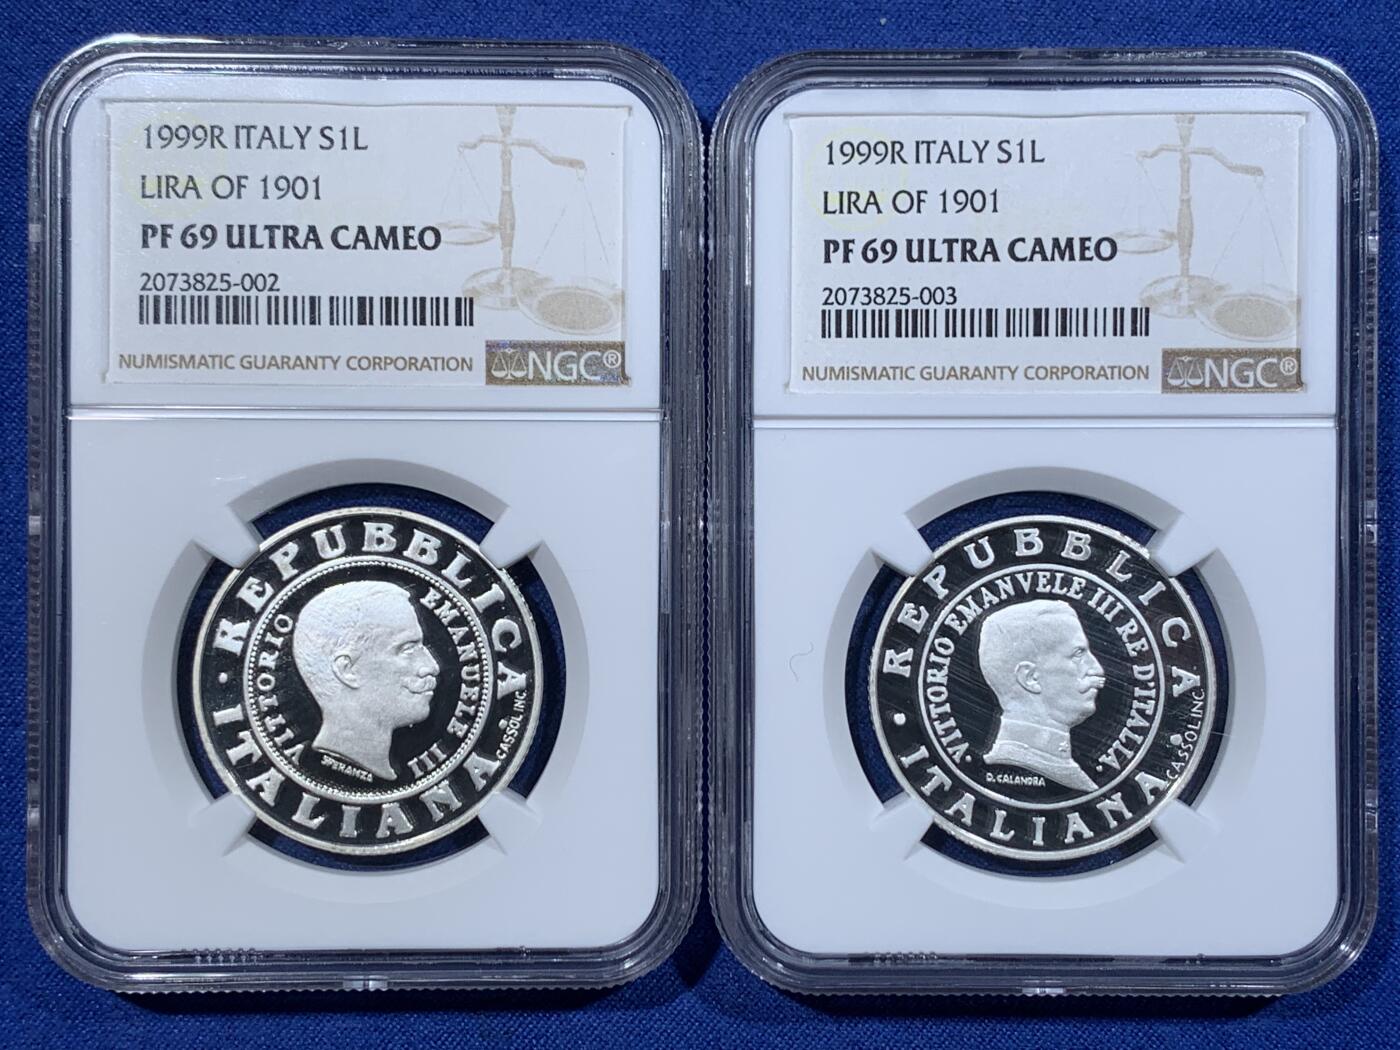 1999R ITALY S1L
LIRA OF 1901
PF 69 ULTRA CAMEO
2073825-002
NUMISMATIC GUARANTY CORPORATION
NGC®
• REPUBBLICA •
ITALIANA
VITTORIO EMANUELE III
SPERANZA
CASSOL INC.
1999R ITALY S1L
LIRA OF 1901
PF 69 ULTRA CAMEO
2073825-003
NUMISMATIC GUARANTY CORPORATION
NGC®
• REPUBBLICA •
ITALIANA
• VITTORIO EMANVELE III RE D'ITALIA •
D. CALANDRA
CASSOL INC.